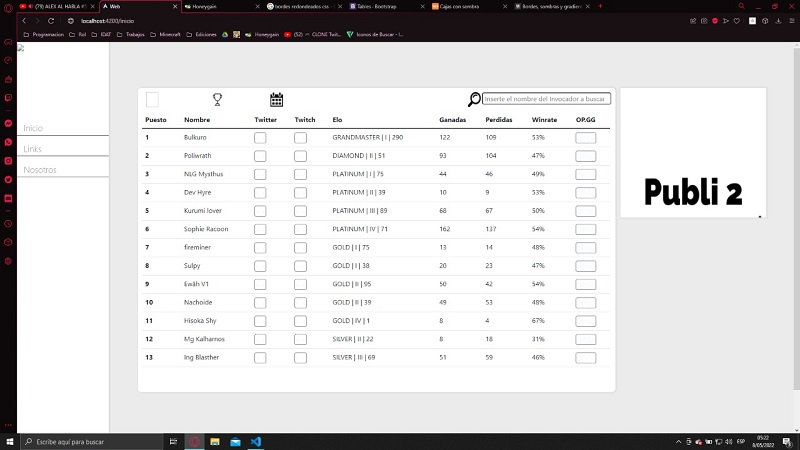 (79) ALEX AL HABLA #1
Web
Honeygain
bordes redondeados css -
Tables · Bootstrap
Cajas con sombra
Bordes, sombras y gradien
localhost:4200/inicio
Programacion
Rol
IDAT
Trabajos
Minecraft
Ediciones
Honeygain
(52) — CLONE Twit...
Iconos de Buscar - I...
Inicio
Links
Nosotros
Inserte el nombre del Invocador a buscar
Puesto Nombre Twitter Twitch Elo Ganadas Perdidas Winrate OP.GG
1 Bulkuro GRANDMASTER | I | 290 122 109 53%
2 Poliwrath DIAMOND | II | 51 93 104 47%
3 NLG Mysthus PLATINUM | I | 75 44 46 49%
4 Dev Hyre PLATINUM | II | 39 10 9 53%
5 Kurumi lover PLATINUM | III | 89 68 67 50%
6 Sophie Racoon PLATINUM | IV | 71 162 137 54%
7 fireminer GOLD | I | 75 13 14 48%
8 Sulpy GOLD | I | 38 20 23 47%
9 Ewäh V1 GOLD | II | 95 50 42 54%
10 Nachoide GOLD | II | 39 49 53 48%
11 Hisoka Shy GOLD | IV | 1 8 4 67%
12 Mg Kalhamos SILVER | II | 22 8 18 31%
13 Ing Blasther SILVER | III | 69 51 59 46%
Publi 2
Escribe aquí para buscar
ESP
05:22
8/05/2022